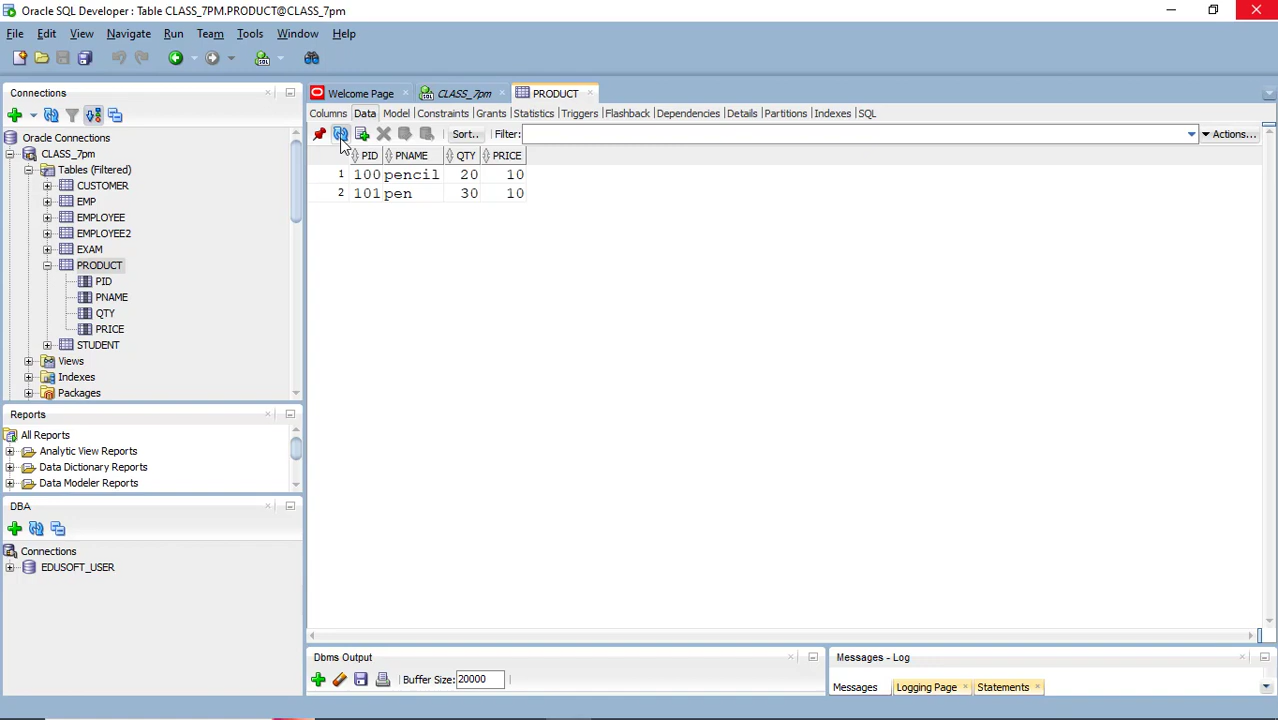 Oracle SQL Developer : Table CLASS_7PM.PRODUCT@CLASS_7pm
File Edit View Navigate Run Team Tools Window Help
Connections
Welcome Page CLASS_7pm PRODUCT
Columns Data Model Constraints Grants Statistics Triggers Flashback Dependencies Details Partitions Indexes SQL
Sort.. Filter: Actions...
PID PNAME QTY PRICE
1 100 pencil 20 10
2 101 pen 30 10
Oracle Connections
CLASS_7pm
Tables (Filtered)
CUSTOMER
EMP
EMPLOYEE
EMPLOYEE2
EXAM
PRODUCT
PID
PNAME
QTY
PRICE
STUDENT
Views
Indexes
Packages
Reports
All Reports
Analytic View Reports
Data Dictionary Reports
Data Modeler Reports
DBA
Connections
EDUSOFT_USER
Dbms Output
Buffer Size: 20000
Messages - Log
Messages Logging Page Statements